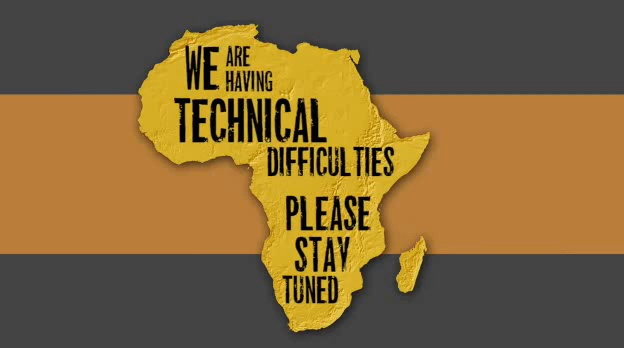 WE ARE
HAVING
TECHNICAL
DIFFICULTIES
PLEASE
STAY
TUNED